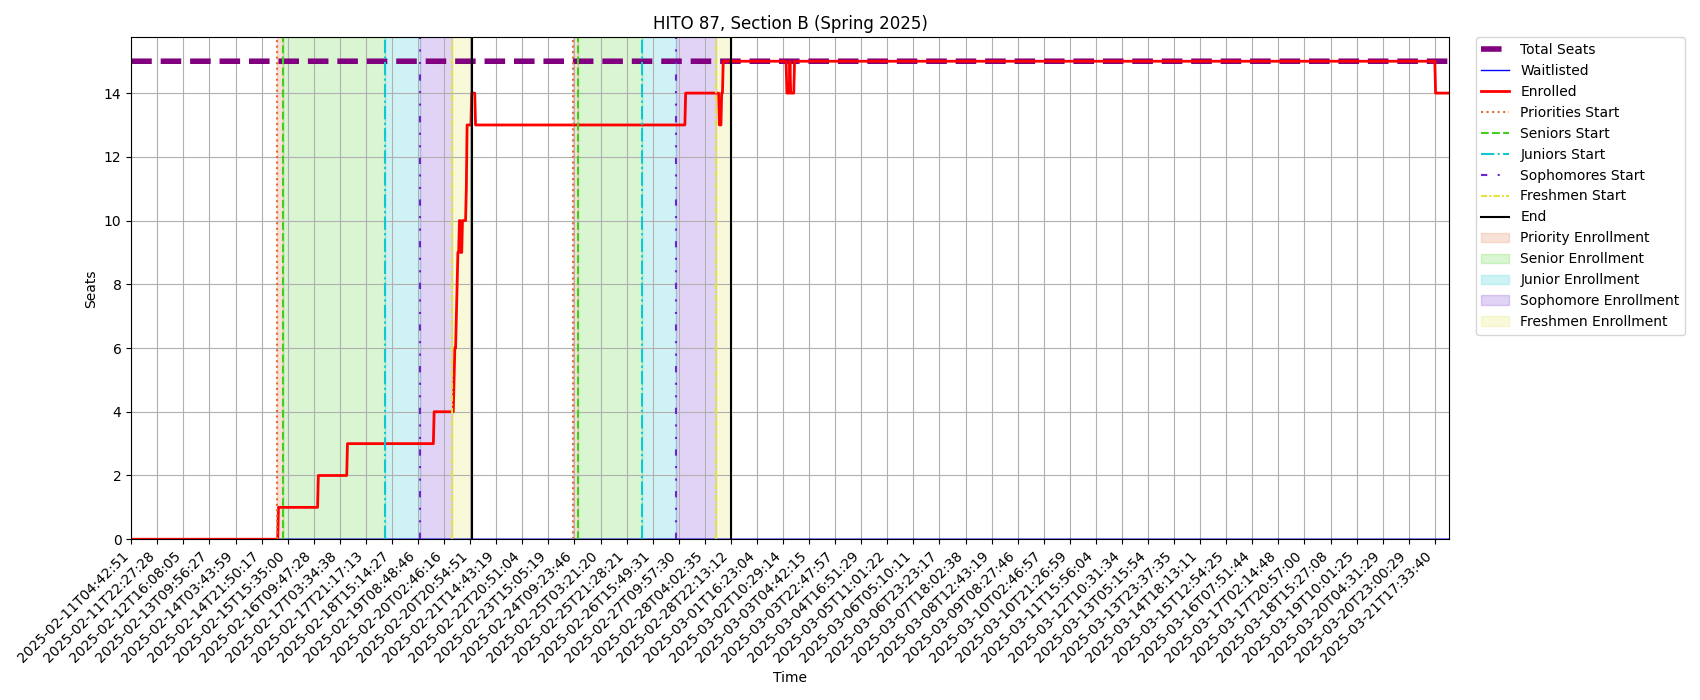 HITO 87, Section B (Spring 2025)
Total Seats
Waitlisted
Enrolled
Priorities Start
Seniors Start
Juniors Start
Sophomores Start
Freshmen Start
End
Priority Enrollment
Senior Enrollment
Junior Enrollment
Sophomore Enrollment
Freshmen Enrollment
Seats
14
12
10
8
6
4
2
0
2025-02-11T04:42:51
2025-02-11T22:27:28
2025-02-12T16:08:05
2025-02-13T09:56:27
2025-02-14T03:43:59
2025-02-14T21:50:17
2025-02-15T15:35:00
2025-02-16T09:47:28
2025-02-17T03:34:38
2025-02-17T21:17:13
2025-02-18T15:14:27
2025-02-19T08:48:46
2025-02-20T02:46:16
2025-02-20T20:54:51
2025-02-21T14:43:19
2025-02-22T20:51:04
2025-02-23T15:05:19
2025-02-24T09:23:46
2025-02-25T03:21:20
2025-02-25T21:28:21
2025-02-26T15:49:31
2025-02-27T09:57:30
2025-02-28T04:02:35
2025-02-28T22:13:12
2025-03-01T16:23:04
2025-03-02T10:29:14
2025-03-03T04:42:15
2025-03-03T22:47:57
2025-03-04T16:51:29
2025-03-05T11:01:22
2025-03-06T05:10:11
2025-03-06T23:23:17
2025-03-07T18:02:38
2025-03-08T12:43:19
2025-03-09T08:27:46
2025-03-10T02:46:57
2025-03-10T21:26:59
2025-03-11T15:56:04
2025-03-12T10:31:34
2025-03-13T05:15:54
2025-03-13T23:37:35
2025-03-14T18:13:11
2025-03-15T12:54:25
2025-03-16T07:51:44
2025-03-17T02:14:48
2025-03-17T20:57:00
2025-03-18T15:27:08
2025-03-19T10:01:25
2025-03-20T04:31:29
2025-03-20T23:00:29
2025-03-21T17:33:40
Time